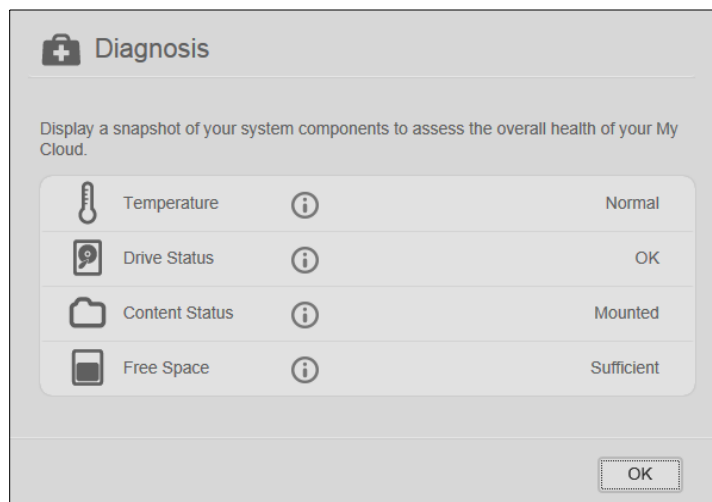 Diagnosis
Display a snapshot of your system components to assess the overall health of your My
Cloud.
Temperature Normal
Drive Status OK
Content Status Mounted
Free Space Sufficient
OK